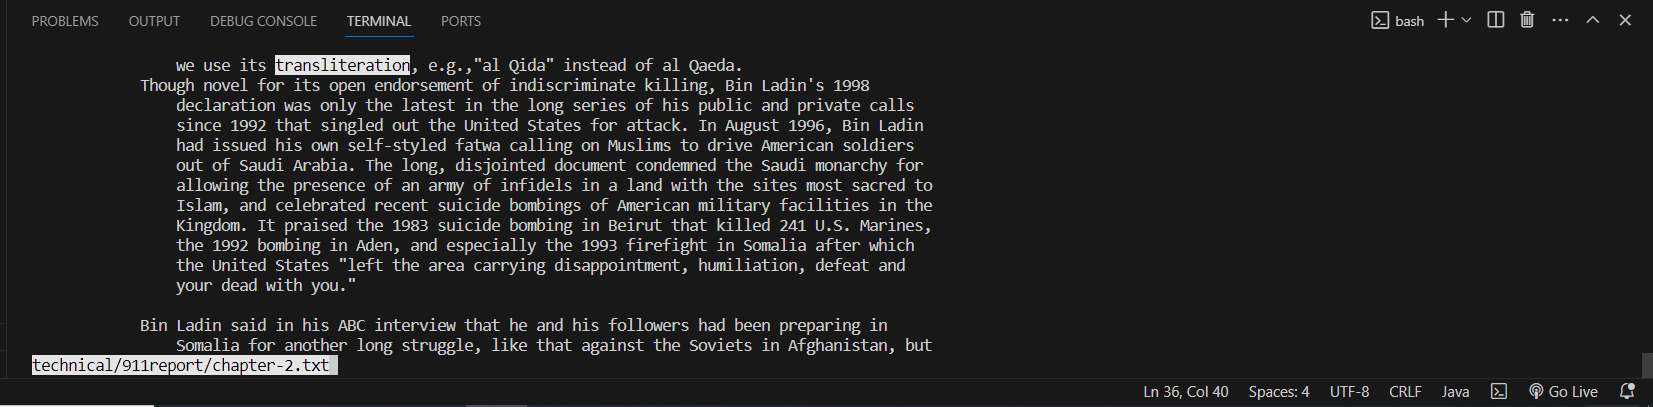 PROBLEMS OUTPUT DEBUG CONSOLE TERMINAL PORTS bash
we use its transliteration, e.g.,"al Qida" instead of al Qaeda.
Though novel for its open endorsement of indiscriminate killing, Bin Ladin's 1998
declaration was only the latest in the long series of his public and private calls
since 1992 that singled out the United States for attack. In August 1996, Bin Ladin
had issued his own self-styled fatwa calling on Muslims to drive American soldiers
out of Saudi Arabia. The long, disjointed document condemned the Saudi monarchy for
allowing the presence of an army of infidels in a land with the sites most sacred to
Islam, and celebrated recent suicide bombings of American military facilities in the
Kingdom. It praised the 1983 suicide bombing in Beirut that killed 241 U.S. Marines,
the 1992 bombing in Aden, and especially the 1993 firefight in Somalia after which
the United States "left the area carrying disappointment, humiliation, defeat and
your dead with you."
Bin Ladin said in his ABC interview that he and his followers had been preparing in
Somalia for another long struggle, like that against the Soviets in Afghanistan, but
technical/911report/chapter-2.txt
Ln 36, Col 40 Spaces: 4 UTF-8 CRLF Java Go Live